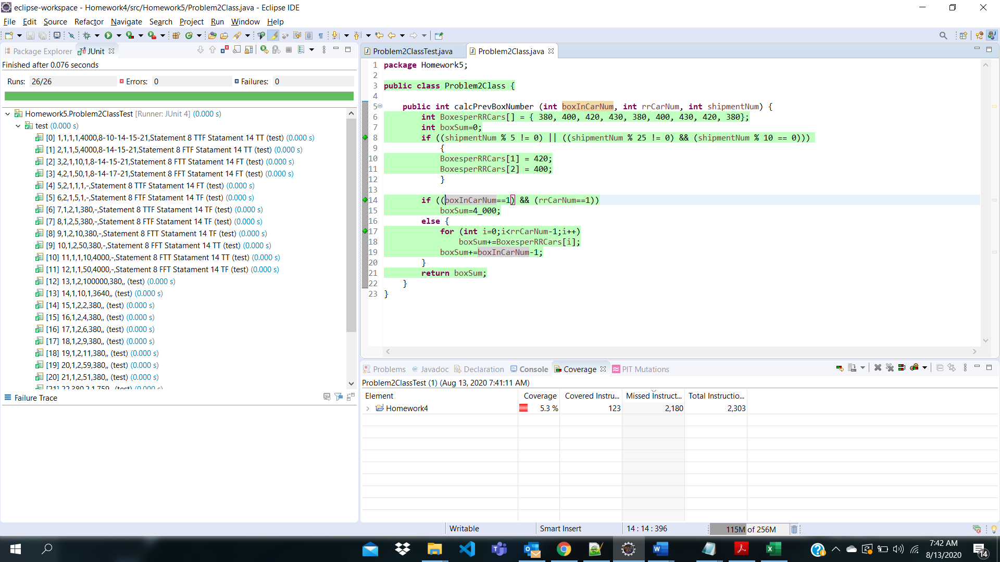 eclipse-workspace - Homework4/src/Homework5/Problem2Class.java - Eclipse IDE
File Edit Source Refactor Navigate Search Project Run Window Help
Package Explorer JUnit
Finished after 0.076 seconds
Runs: 26/26 Errors: 0 Failures: 0
Homework5.Problem2ClassTest [Runner: JUnit 4] (0.000 s)
test (0.000 s)
[0] 1,1,1,1,4000,8-10-14-15-21,Statement 8 TTF Statament 14 TT (test) (0.000 s)
[1] 2,1,1,5,4000,8-14-15-21,Statement 8 FTF Statament 14 TT (test) (0.000 s)
[2] 3,2,1,10,1,8-14-15-21,Statement 8 FTT Statament 14 FT (test) (0.000 s)
[3] 4,2,1,50,1,8-14-17-21,Statement 8 FFT Statament 14 FT (test) (0.000 s)
[4] 5,2,1,1,1,-,Statement 8 TTF Statament 14 FT (test) (0.000 s)
[5] 6,2,1,5,1,-,Statement 8 FTF Statament 14 TF (test) (0.000 s)
[6] 7,1,2,1,380,-,Statement 8 TTF Statament 14 TF (test) (0.000 s)
[7] 8,1,2,5,380,-,Statement 8 FTF Statament 14 TF (test) (0.000 s)
[8] 9,1,2,10,380,-,Statement 8 FTT Statament 14 TF (test) (0.000 s)
[9] 10,1,2,50,380,-,Statement 8 FFT Statament 14 TT (test) (0.000 s)
[10] 11,1,1,10,4000,-,Statement 8 FTT Statament 14 TT (test) (0.000 s)
[11] 12,1,1,50,4000,-,Statement 8 FFT Statament 14 TF (test) (0.000 s)
[12] 13,1,2,100000,380,, (test) (0.000 s)
[13] 14,1,10,1,3640,, (test) (0.000 s)
[14] 15,1,2,2,380,, (test) (0.000 s)
[15] 16,1,2,4,380,, (test) (0.000 s)
[16] 17,1,2,6,380,, (test) (0.000 s)
[17] 18,1,2,9,380,, (test) (0.000 s)
[18] 19,1,2,11,380,, (test) (0.000 s)
[19] 20,1,2,59,380,, (test) (0.000 s)
[20] 21,1,2,51,380,, (test) (0.000 s)
[21] 22,380,2,1,759,, (test) (0.000 s)
Failure Trace
Problem2ClassTest.java Problem2Class.java
1 package Homework5;
2
3 public class Problem2Class {
4
5 public int calcPrevBoxNumber (int boxInCarNum, int rrCarNum, int shipmentNum) {
6 int BoxesperRRCars[] = { 380, 400, 420, 430, 380, 400, 430, 420, 380};
7 int boxSum=0;
8 if ((shipmentNum % 5 != 0) || ((shipmentNum % 25 != 0) && (shipmentNum % 10 == 0)))
9 {
10 BoxesperRRCars[1] = 420;
11 BoxesperRRCars[2] = 400;
12 }
13
14 if ((boxInCarNum==1) && (rrCarNum==1))
15 boxSum=4_000;
16 else {
17 for (int i=0;i<rrCarNum-1;i++)
18 boxSum+=BoxesperRRCars[i];
19 boxSum+=boxInCarNum-1;
20 }
21 return boxSum;
22 }
23 }
Problems Javadoc Declaration Console Coverage PIT Mutations
Problem2ClassTest (1) (Aug 13, 2020 7:41:11 AM)
Element Coverage Covered Instru... Missed Instruct... Total Instructio...
Homework4 5.3 % 123 2,180 2,303
Writable Smart Insert 14 : 14 : 396 115M of 256M
7:42 AM
8/13/2020
14